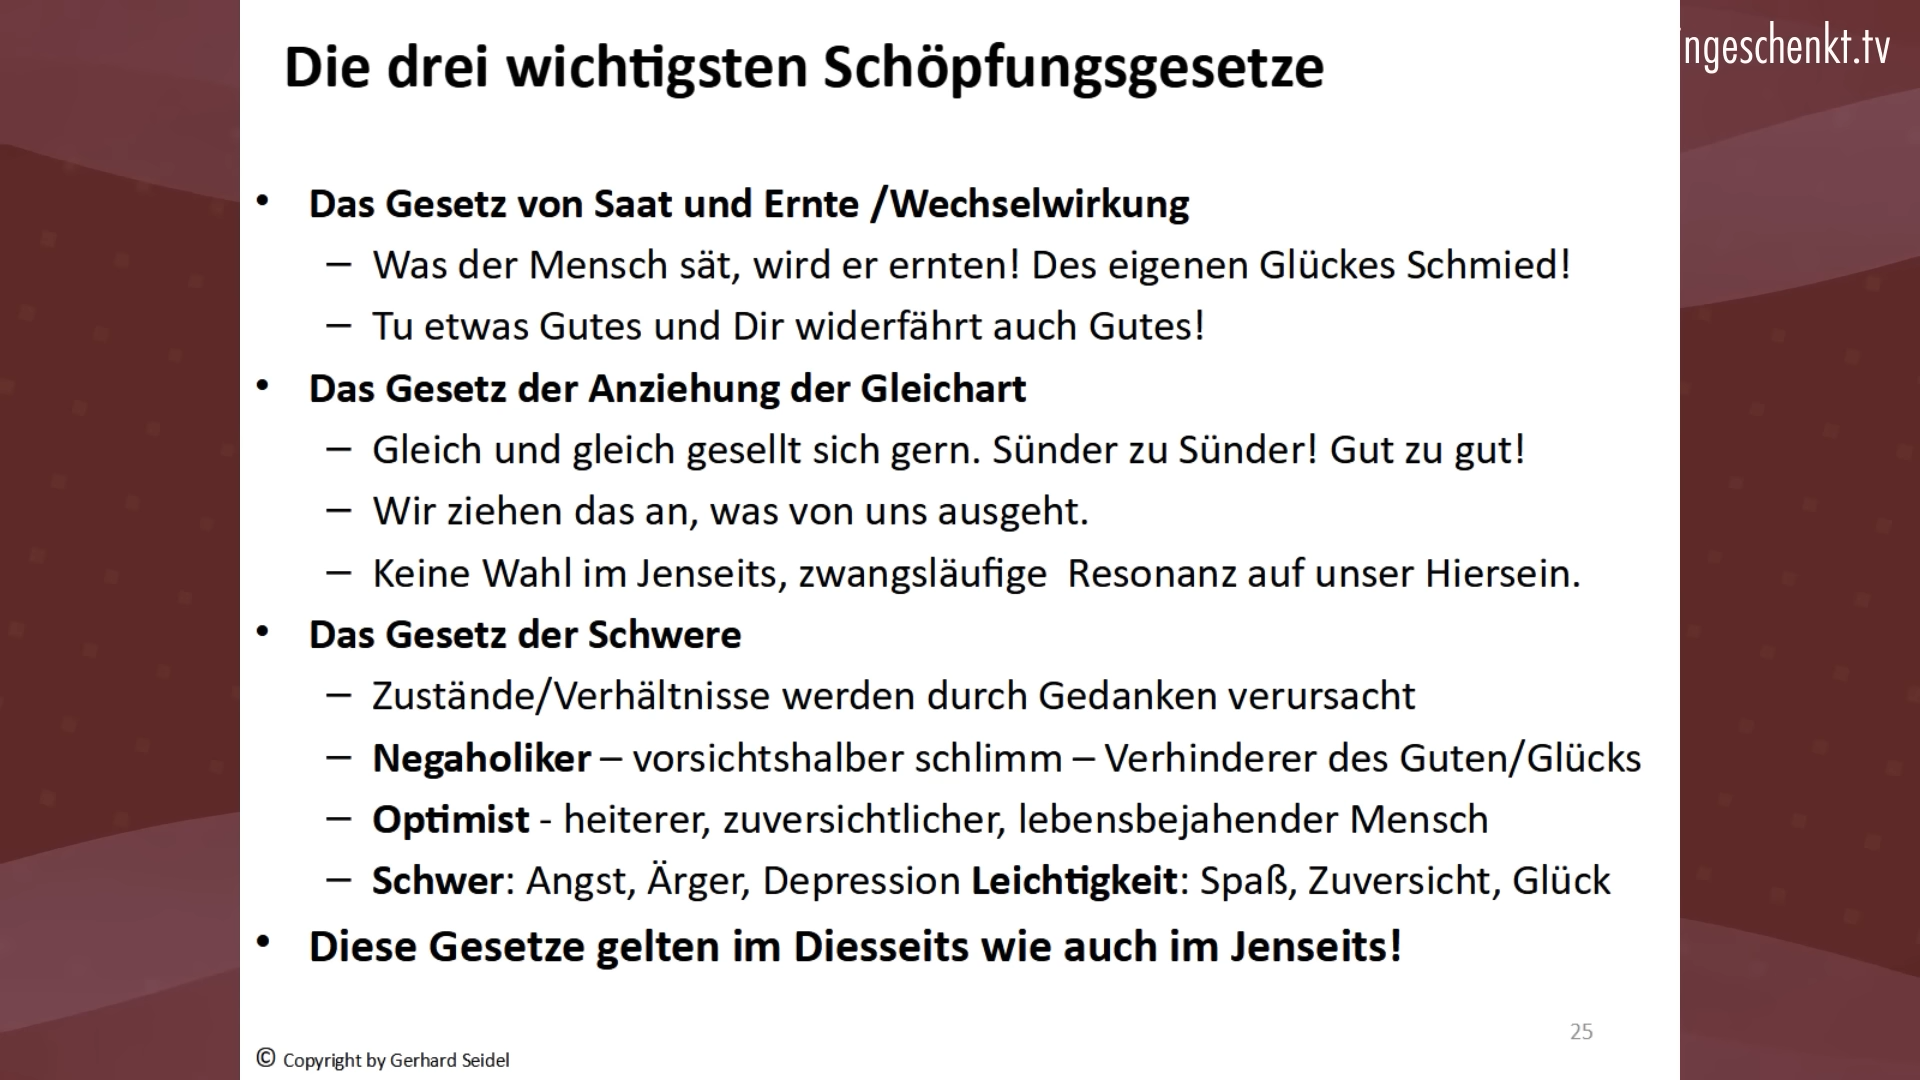 Die drei wichtigsten Schöpfungsgesetze
ngeschenkt.tv
• Das Gesetz von Saat und Ernte /Wechselwirkung
– Was der Mensch sät, wird er ernten! Des eigenen Glückes Schmied!
– Tu etwas Gutes und Dir widerfährt auch Gutes!
• Das Gesetz der Anziehung der Gleichart
– Gleich und gleich gesellt sich gern. Sünder zu Sünder! Gut zu gut!
– Wir ziehen das an, was von uns ausgeht.
– Keine Wahl im Jenseits, zwangsläufige  Resonanz auf unser Hiersein.
• Das Gesetz der Schwere
– Zustände/Verhältnisse werden durch Gedanken verursacht
– Negaholiker – vorsichtshalber schlimm – Verhinderer des Guten/Glücks
– Optimist - heiterer, zuversichtlicher, lebensbejahender Mensch
– Schwer: Angst, Ärger, Depression Leichtigkeit: Spaß, Zuversicht, Glück
• Diese Gesetze gelten im Diesseits wie auch im Jenseits!
25
© Copyright by Gerhard Seidel